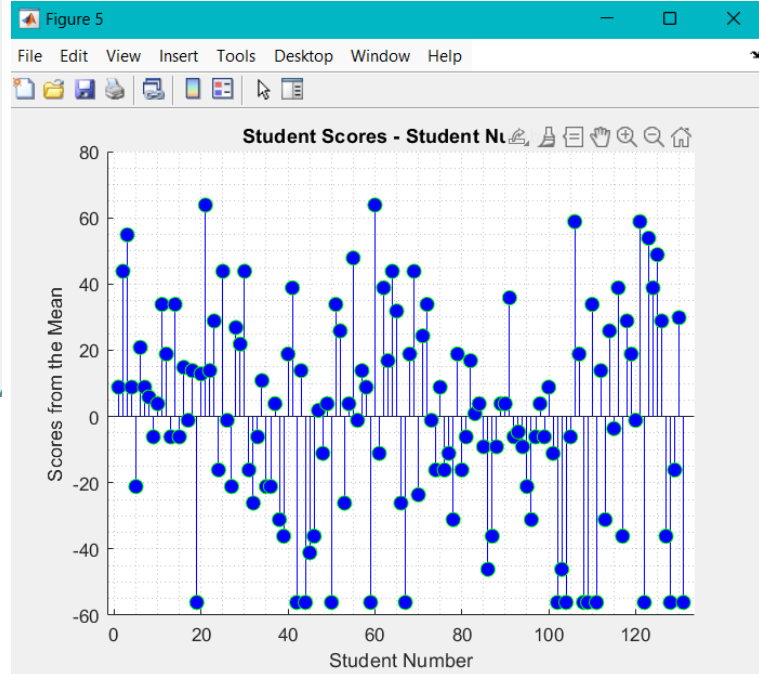 Figure 5
File Edit View Insert Tools Desktop Window Help
Student Scores - Student
80
60
40
20
0
-20
-40
-60
Scores from the Mean
0 20 40 60 80 100 120
Student Number